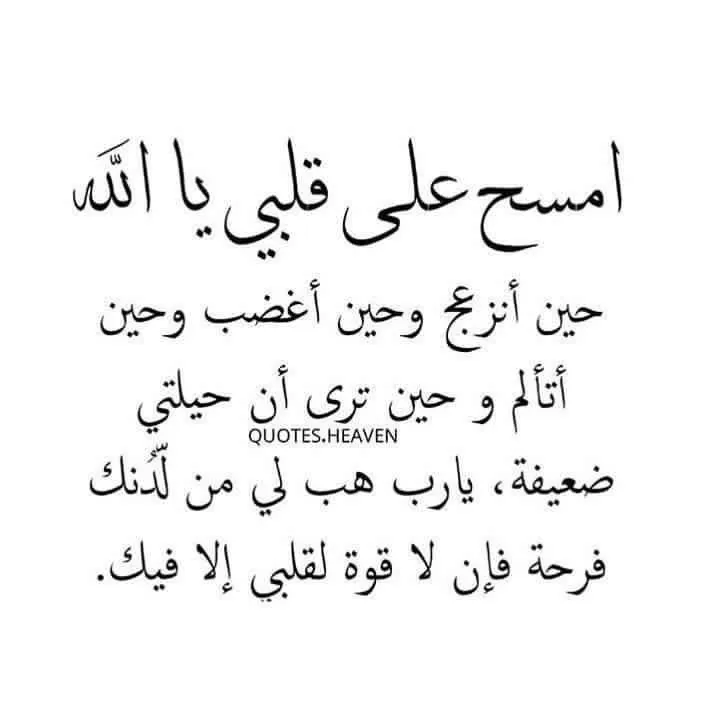 امسح على قلبي يا اللَّه
حين أنزعج وحين أغضب وحين
أتألم و حين ترى أن حيلتي
QUOTES.HEAVEN
ضعيفة، يارب هب لي من لَّدُنك
فرحة فإن لا قوة لقلبي إلا فيك.